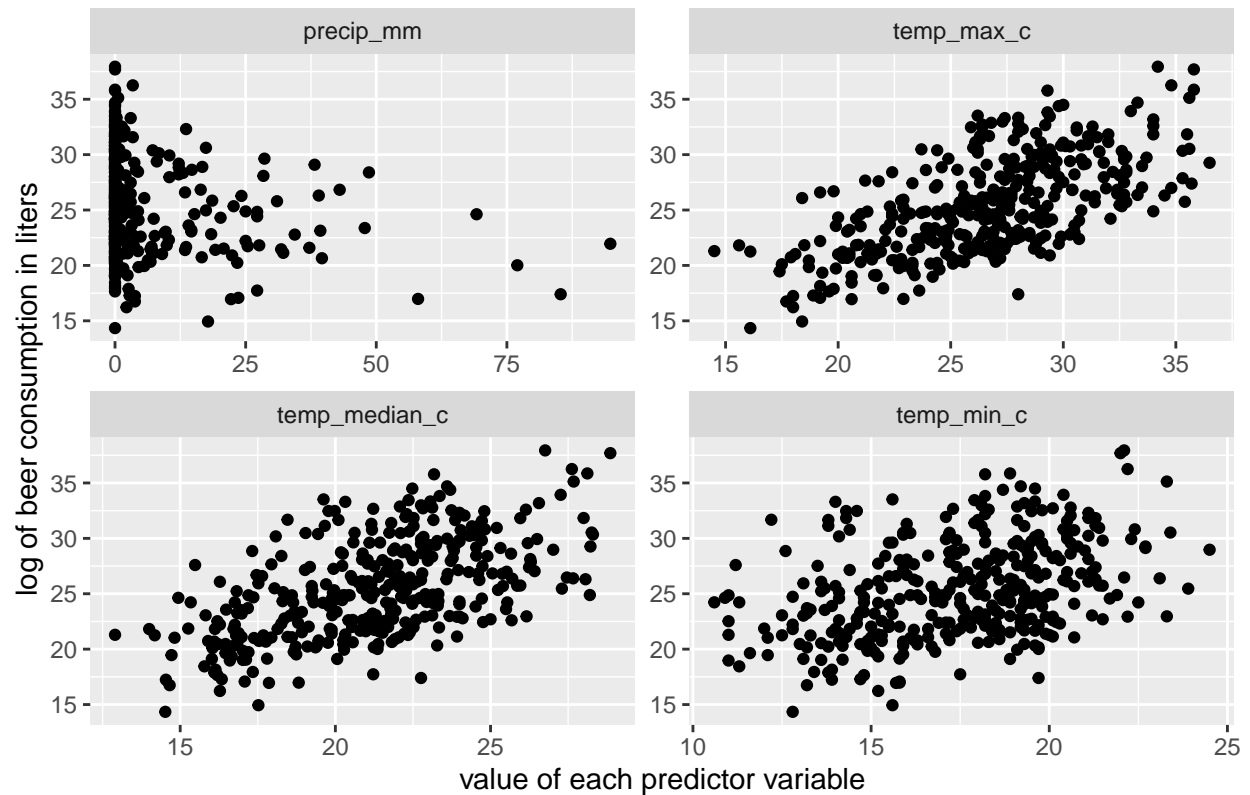 precip_mm
temp_max_c
35
30
25
20
15
0 25 50 75
35
30
25
20
15
15 20 25 30 35
temp_median_c
temp_min_c
35
30
25
20
15
15 20 25
35
30
25
20
15
10 15 20 25
log of beer consumption in liters
value of each predictor variable